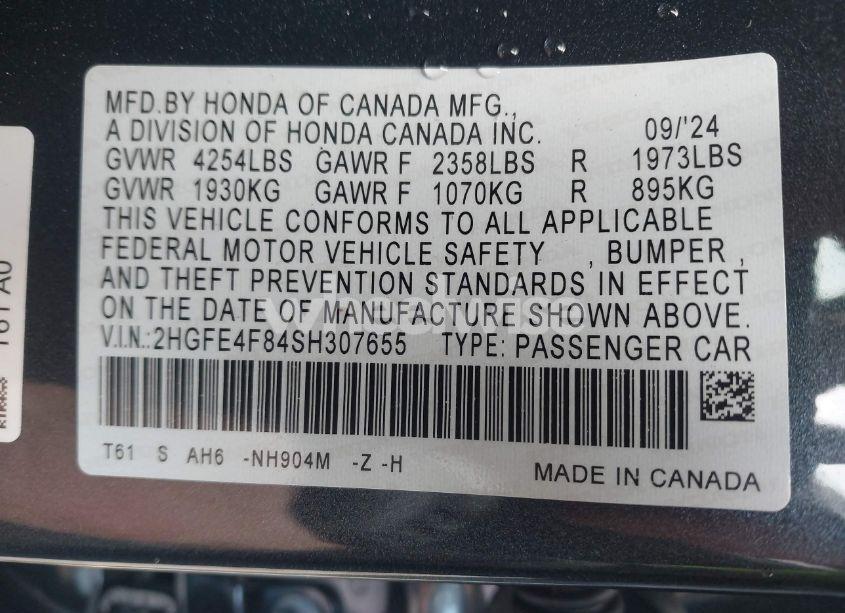 MFD.BY HONDA OF CANADA MFG.,
A DIVISION OF HONDA CANADA INC. 09/'24
GVWR 4254LBS GAWR F 2358LBS R 1973LBS
GVWR 1930KG GAWR F 1070KG R 895KG
THIS VEHICLE CONFORMS TO ALL APPLICABLE
FEDERAL MOTOR VEHICLE SAFETY , BUMPER ,
AND THEFT PREVENTION STANDARDS IN EFFECT
ON THE DATE OF MANUFACTURE SHOWN ABOVE.
V.I.N.:2HGFE4F84SH307655 TYPE: PASSENGER CAR
T61 S AH6 -NH904M -Z -H
MADE IN CANADA
T61 A0